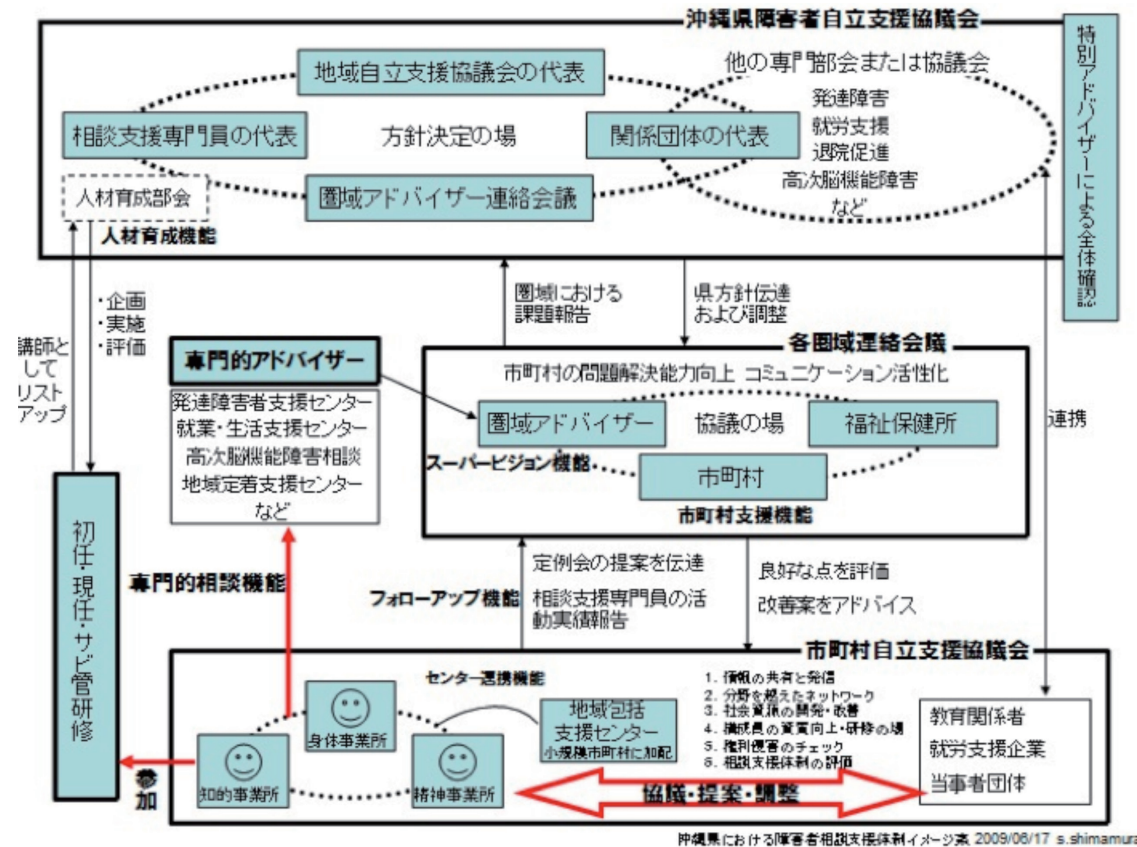 沖縄県障害者自立支援協議会
特別アドバイザーによる全体確認
地域自立支援協議会の代表
他の専門部会または協議会
相談支援専門員の代表
方針決定の場
関係団体の代表
発達障害
就労支援
退院促進
高次脳機能障害
など
人材育成部会
圏域アドバイザー連絡会議
人材育成機能
・企画
・実施
・評価
講師と
して
リスト
アップ
圏域における
課題報告
県方針伝達
および調整
専門的アドバイザー
発達障害者支援センター
就業・生活支援センター
高次脳機能障害相談
地域定着支援センター
など
各圏域連絡会議
市町村の問題解決能力向上 コミュニケーション活性化
圏域アドバイザー
協議の場
福祉保健所
スーパービジョン機能
市町村
市町村支援機能
連携
初任・現任・サビ管研修
専門的相談機能
フォローアップ機能
定例会の提案を伝達
相談支援専門員の活
動実績報告
良好な点を評価
改善案をアドバイス
市町村自立支援協議会
センター連携機能
身体事業所
知的事業所
精神事業所
地域包括
支援センター
小規模市町村に加配
1. 情報の共有と発信
2. 分野を越えたネットワーク
3. 社会資源の開発・改善
4. 構成員の資質向上・研修の場
5. 権利侵害のチェック
6. 相談支援体制の評価
教育関係者
就労支援企業
当事者団体
参加
協議・提案・調整
沖縄県における障害者相談支援体制イメージ案 2009/06/17 s.shimamura